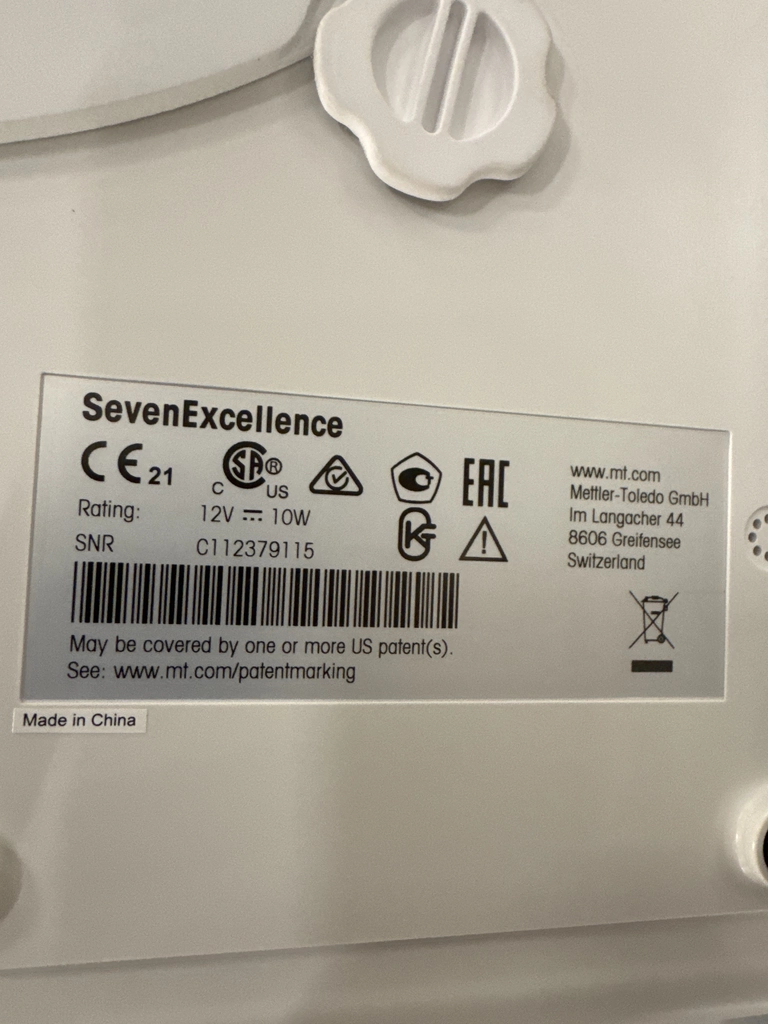 SevenExcellence
CE 21
C SA® US
EAC
Rating: 12V 10W
SNR C112379115
May be covered by one or more US patent(s).
See: www.mt.com/patentmarking
www.mt.com
Mettler-Toledo GmbH
Im Langacher 44
8606 Greifensee
Switzerland
Made in China